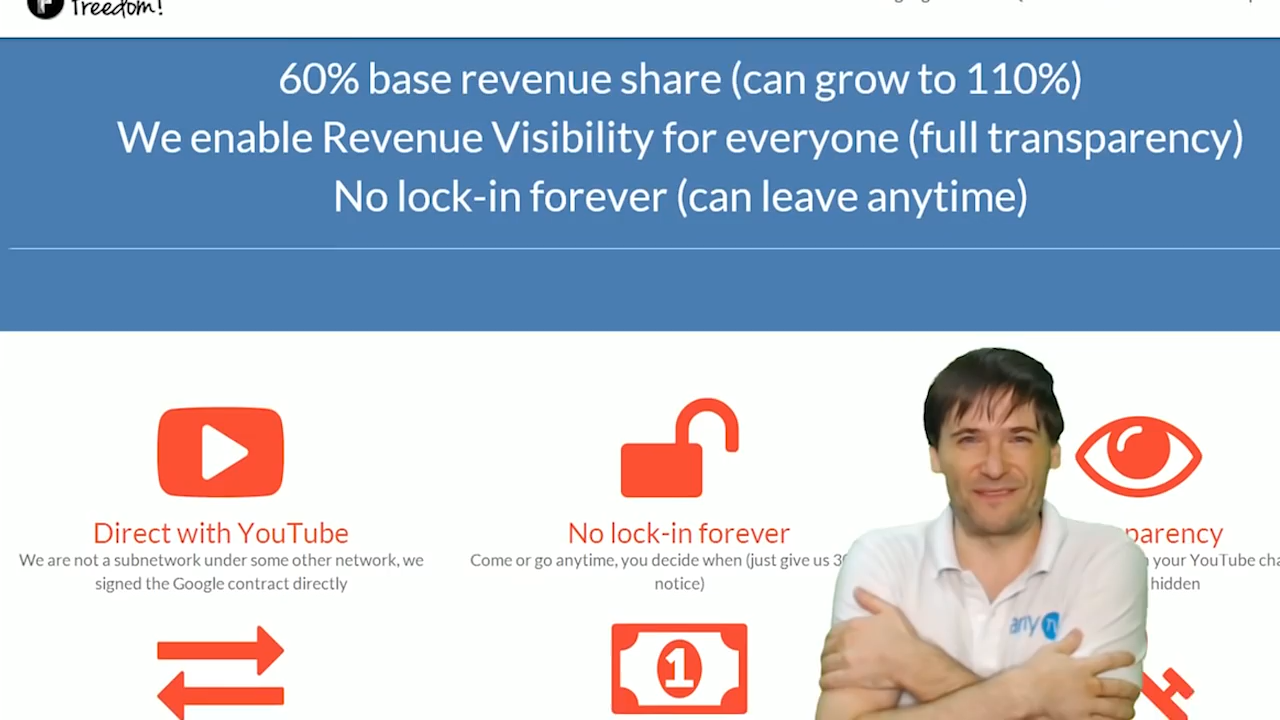 freedom!
60% base revenue share (can grow to 110%)
We enable Revenue Visibility for everyone (full transparency)
No lock-in forever (can leave anytime)
Direct with YouTube
We are not a subnetwork under some other network, we
signed the Google contract directly
No lock-in forever
Come or go anytime, you decide when (just give us
notice)
parency
your YouTube
hidden
any TV
1